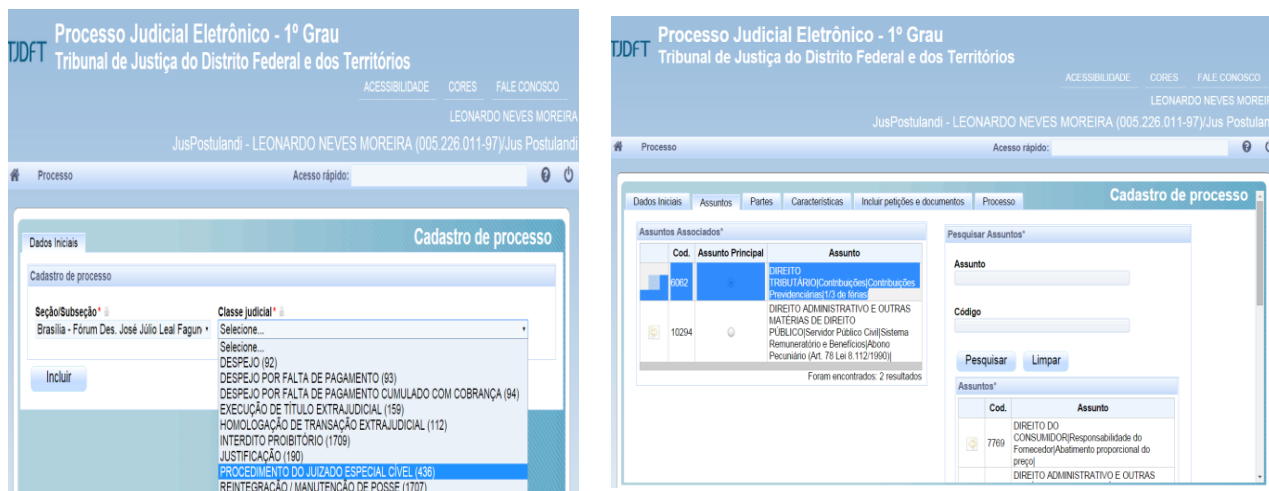 TJDFT
Processo Judicial Eletrônico - 1º Grau
Tribunal de Justiça do Distrito Federal e dos Territórios
ACESSIBILIDADE CORES FALE CONOSCO
LEONARDO NEVES MOREIRA
JusPostulandi - LEONARDO NEVES MOREIRA (005.226.011-97)/Jus Postulandi
Processo Acesso rápido:
Dados Iniciais
Cadastro de processo
Cadastro de processo
Seção/Subseção* Classe judicial*
Brasília - Fórum Des. José Júlio Leal Fagun Selecione...
Selecione...
DESPEJO (92)
DESPEJO POR FALTA DE PAGAMENTO (93)
DESPEJO POR FALTA DE PAGAMENTO CUMULADO COM COBRANÇA (94)
EXECUÇÃO DE TÍTULO EXTRAJUDICIAL (159)
HOMOLOGAÇÃO DE TRANSAÇÃO EXTRAJUDICIAL (112)
INTERDITO PROIBITÓRIO (1709)
JUSTIFICAÇÃO (190)
PROCEDIMENTO DO JUIZADO ESPECIAL CÍVEL (436)
REINTEGRAÇÃO / MANUTENÇÃO DE POSSE (1707)
Incluir
TJDFT
Processo Judicial Eletrônico - 1º Grau
Tribunal de Justiça do Distrito Federal e dos Territórios
ACESSIBILIDADE CORES FALE CONOSCO
LEONARDO NEVES MOREI
JusPostulandi - LEONARDO NEVES MOREIRA (005.226.011-97)/Jus Postulan
Processo Acesso rápido:
Dados Iniciais Assuntos Partes Características Incluir petições e documentos Processo
Cadastro de processo
Assuntos Associados*
Cod. Assunto Principal Assunto
6062
DIREITO
TRIBUTÁRIO|Contribuições|Contribuições
Previdenciárias|1/3 de férias|
10294
DIREITO ADMINISTRATIVO E OUTRAS
MATÉRIAS DE DIREITO
PÚBLICO|Servidor Público Civil|Sistema
Remuneratório e Benefícios|Abono
Pecuniário (Art. 78 Lei 8.112/1990)|
Foram encontrados: 2 resultados
Pesquisar Assuntos*
Assunto
Código
Pesquisar Limpar
Assuntos*
Cod. Assunto
7769
DIREITO DO
CONSUMIDOR|Responsabilidade do
Fornecedor|Abatimento proporcional do
preço|
DIREITO ADMINISTRATIVO E OUTRAS